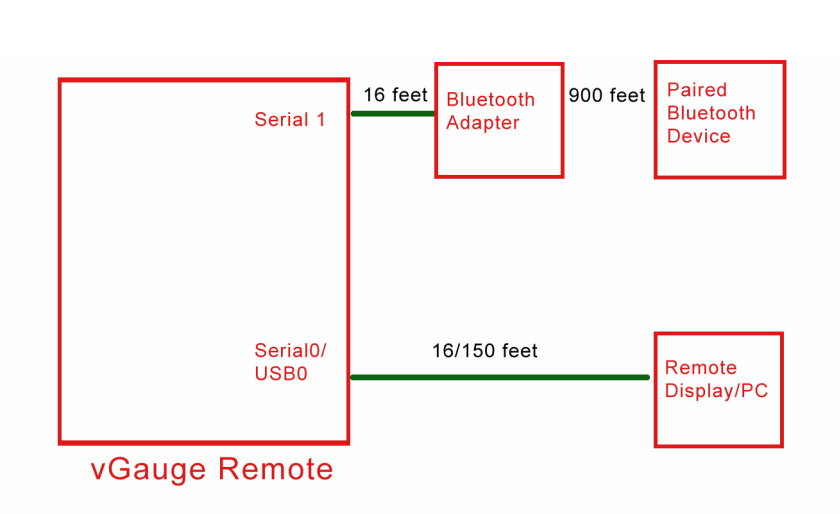 16 feet
Bluetooth
Adapter
900 feet
Paired
Bluetooth
Device
Serial 1
Serial0/
USB0
16/150 feet
Remote
Display/PC
vGauge Remote